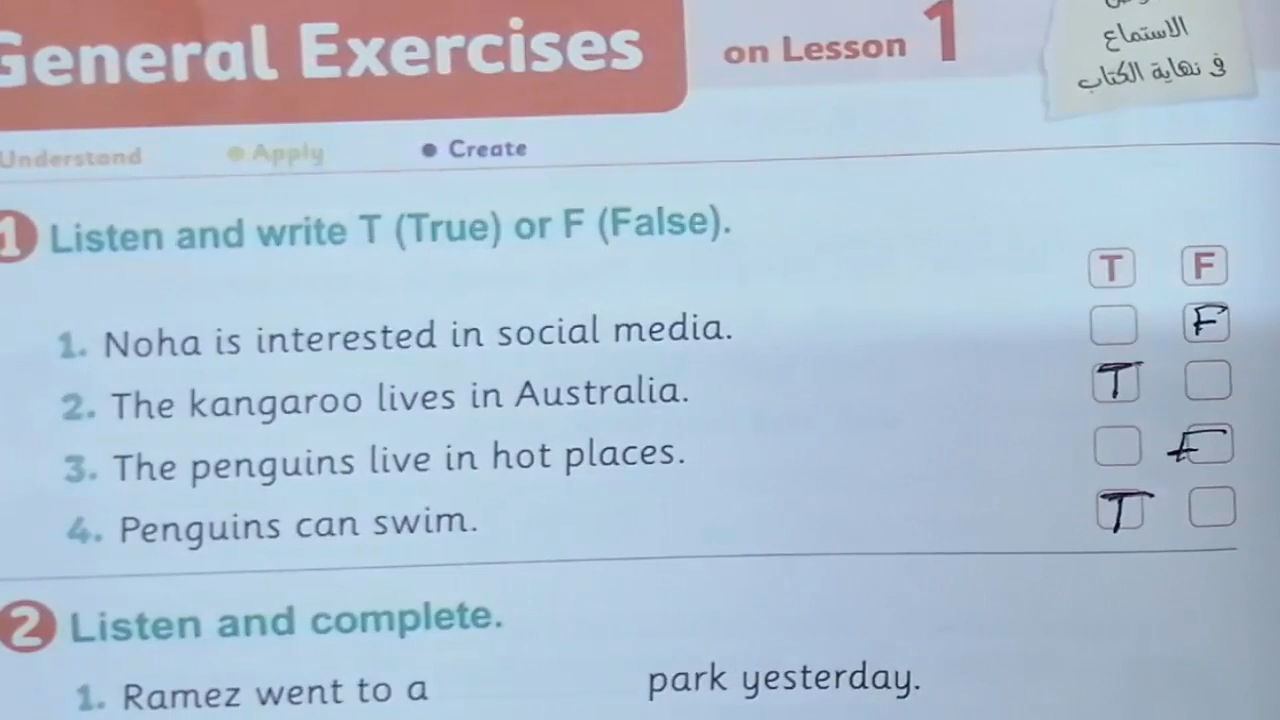 General Exercises on Lesson 1
الاستماع
فى نهاية الكتاب
Understand Apply Create
1 Listen and write T (True) or F (False).
T F
1. Noha is interested in social media. F
2. The kangaroo lives in Australia. T
3. The penguins live in hot places. F
4. Penguins can swim. T
2 Listen and complete.
1. Ramez went to a park yesterday.